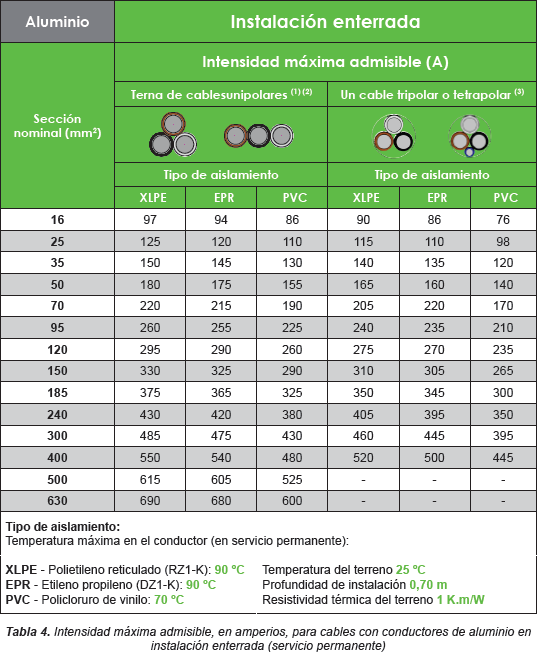 Aluminio Instalación enterrada
Intensidad máxima admisible (A)
Sección nominal (mm²)
Terna de cablesunipolares (1) (2) Un cable tripolar o tetrapolar (3)
Tipo de aislamiento Tipo de aislamiento
XLPE EPR PVC XLPE EPR PVC
16 97 94 86 90 86 76
25 125 120 110 115 110 98
35 150 145 130 140 135 120
50 180 175 155 165 160 140
70 220 215 190 205 220 170
95 260 255 225 240 235 210
120 295 290 260 275 270 235
150 330 325 290 310 305 265
185 375 365 325 350 345 300
240 430 420 380 405 395 350
300 485 475 430 460 445 395
400 550 540 480 520 500 445
500 615 605 525 - - -
630 690 680 600 - - -
Tipo de aislamiento:
Temperatura máxima en el conductor (en servicio permanente):
XLPE - Polietileno reticulado (RZ1-K): 90 ºC Temperatura del terreno 25 ºC
EPR - Etileno propileno (DZ1-K): 90 ºC Profundidad de instalación 0,70 m
PVC - Policloruro de vinilo: 70 ºC Resistividad térmica del terreno 1 K.m/W
Tabla 4. Intensidad máxima admisible, en amperios, para cables con conductores de aluminio en
instalación enterrada (servicio permanente)